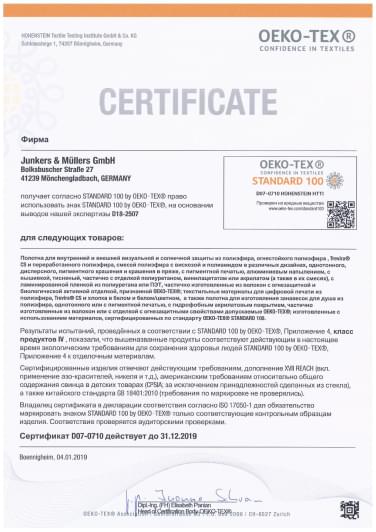 HOHENSTEIN Textile Testing Institute GmbH & Co. KG
Schlosssteige 1, 74357 Bönnigheim, Germany
OEKO-TEX®
CONFIDENCE IN TEXTILES
CERTIFICATE
Фирма
Junkers & Müllers GmbH
Boiksbuscher Straße 27
41239 Mönchengladbach, GERMANY
получает согласно STANDARD 100 by OEKO-TEX® право
использовать знак STANDARD 100 by OEKO-TEX®, на основании
выводов нашей экспертизы D18-2507
OEKO-TEX®
CONFIDENCE IN TEXTILES
STANDARD 100
D07-0710 HOHENSTEIN HTTI
Проверено на вредные вещества
www.oeko-tex.com/standard100
для следующих товаров:
Полотна для внутренней и внешней визуальной и солнечной защиты из полиэфира, огнестойкого полиэфира, Trevira®
CS и переработанного полиэфира, смесей полиэфира с вискозой и полиамидом в различных дизайнах, однотонного,
дисперсного, пигментного крашения и крашения в пряже, с пигментной печатью, алюминиевым напылением, с
вышивкой, тисненый, частично с отделкой полиуретаном, винилацетатом или акрилатом (а также в их смесях), с
ламинированной пленкой из полиуретана или ПЭТ, частично изготовленные из волокон с огнезащитной и
биологической активной отделкой, признанной OEKO-TEX®; текстильные материалы для цифровой печати из
полиэфира, Trevira® CS и хлопка в белом и белом/цветном, а также полотна для изготовления занавесок для душа из
полиэфира, однотонного или с пигментной печатью, с гидрофобным акрилатовым покрытием, частично
изготовленные из волокон или с отделкой с огнезащитными свойствами допускаемые OEKO-TEX®; изготовленные с
использованием материалов, сертифицированных по стандарту OEKO-TEX® STANDARD 100.
Результаты испытаний, проведённых в соответствии с STANDARD 100 by OEKO-TEX®, Приложение 4, класс
продуктов IV, показали, что вышеназванные продукты соответствуют действующим в настоящее
время экологическим требованиям для сохранения здоровья людей STANDARD 100 by OEKO-TEX®,
Приложение 4 к отделочным материалам.
Сертифицированные изделия отвечают действующим требованиям, дополнение XVII REACH (вкл.
применение азо-красителей, никеля и т.д.), американским требованиям относительно общего
содержания свинца в детских товарах (CPSIA; за исключением принадлежностей сделанных из стекла),
а также китайского стандарта GB 18401:2010 (требования по маркировке не проверялись).
Владелец сертификата в декларации соответствия согласно ISO 17050-1 дал обязательство
маркировать знаком STANDARD 100 by OEKO-TEX® только соответствующие контрольным образцам
изделия. Соответствие проверяется аудиторскими проверками.
Сертификат D07-0710 действует до 31.12.2019
Boennigheim, 04.01.2019
Dipl.-Ing. (FH) Elisabeth Panian
Head of Certification Body OEKO-TEX®